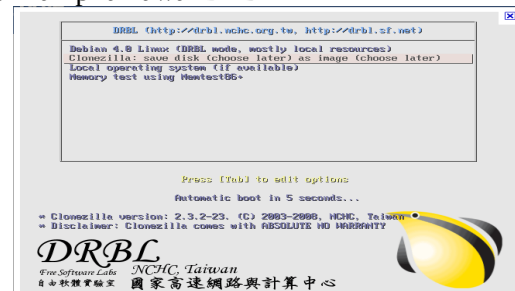 DRBL (http://drbl.nchc.org.tw, http://drbl.sf.net)
Debian 4.0 Linux (DRBL mode, mostly local resources)
Clonezilla: save disk (choose later) as image (choose later)
Local operating system (if available)
Memory test using Memtest86+
Press [Tab] to edit options
Automatic boot in 5 seconds...
* Clonezilla version: 2.3.2-23. (C) 2003-2008, NCHC, Taiwan
* Disclaimer: Clonezilla comes with ABSOLUTE NO WARRANTY
DRBL
Free Software Labs NCHC, Taiwan
自由軟體實驗室 國家高速網路與計算中心